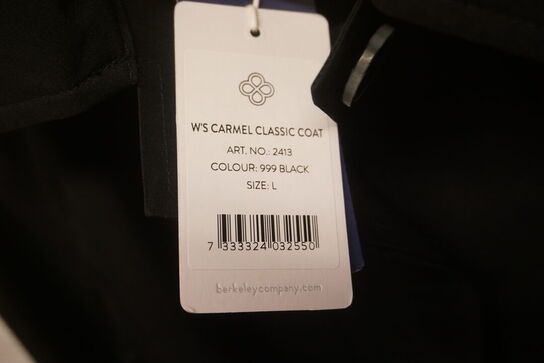 W'S CARMEL CLASSIC COAT
ART. NO.: 2413
COLOUR: 999 BLACK
SIZE: L
7 333324 032550
berkeleycompany.com